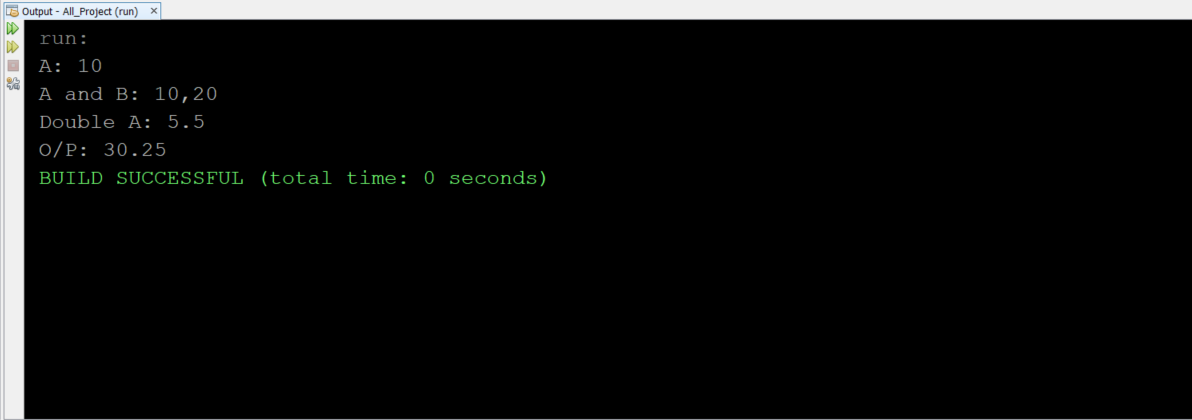 Output - All_Project (run) ×
run:
A: 10
A and B: 10,20
Double A: 5.5
O/P: 30.25
BUILD SUCCESSFUL (total time: 0 seconds)